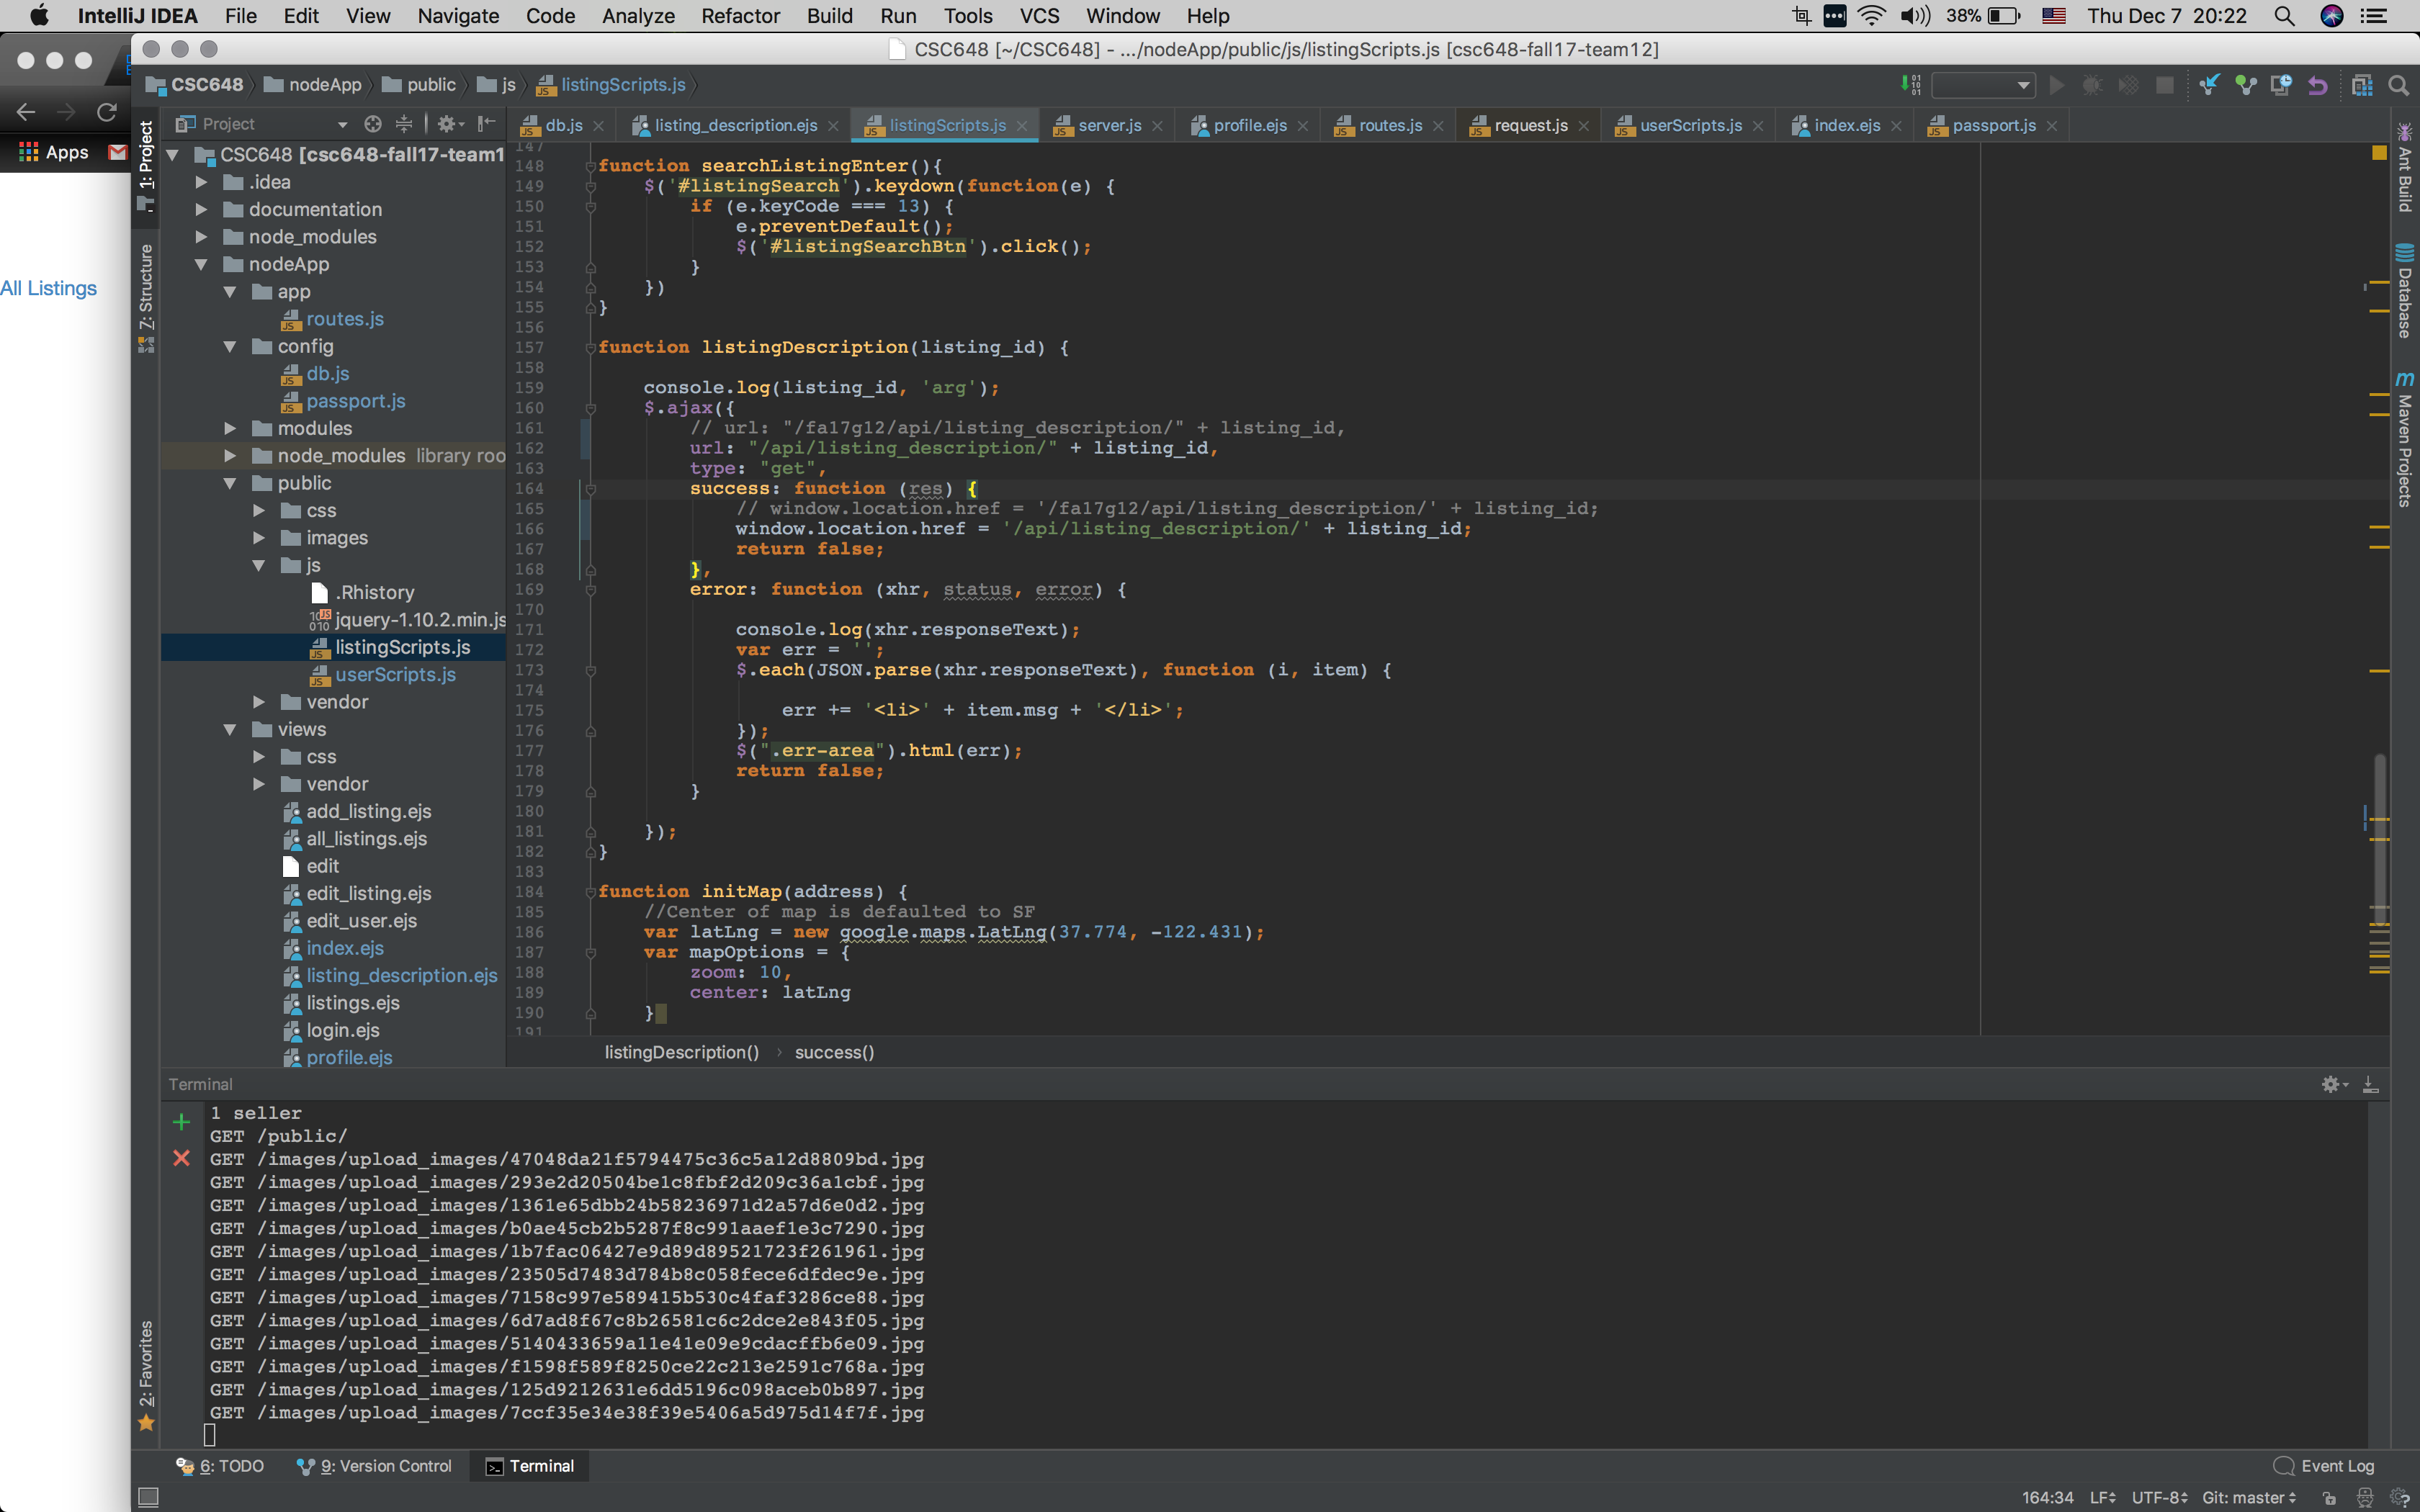 IntelliJ IDEA File Edit View Navigate Code Analyze Refactor Build Run Tools VCS Window Help 38% Thu Dec 7 20:22
CSC648 [~/CSC648] - .../nodeApp/public/js/listingScripts.js [csc648-fall17-team12]
CSC648 nodeApp public js listingScripts.js
Apps
All Listings
1: Project
7: Structure
2: Favorites
Project
CSC648 [csc648-fall17-team1
.idea
documentation
node_modules
nodeApp
app
routes.js
config
db.js
passport.js
modules
node_modules library roo
public
css
images
js
.Rhistory
jquery-1.10.2.min.js
listingScripts.js
userScripts.js
vendor
views
css
vendor
add_listing.ejs
all_listings.ejs
edit
edit_listing.ejs
edit_user.ejs
index.ejs
listing_description.ejs
listings.ejs
login.ejs
profile.ejs
db.js listing_description.ejs listingScripts.js server.js profile.ejs routes.js request.js userScripts.js index.ejs passport.js
147
148 function searchListingEnter(){
149 $('#listingSearch').keydown(function(e) {
150 if (e.keyCode === 13) {
151 e.preventDefault();
152 $('#listingSearchBtn').click();
153 }
154 })
155 }
156
157 function listingDescription(listing_id) {
158
159 console.log(listing_id, 'arg');
160 $.ajax({
161 // url: "/fa17g12/api/listing_description/" + listing_id,
162 url: "/api/listing_description/" + listing_id,
163 type: "get",
164 success: function (res) {
165 // window.location.href = '/fa17g12/api/listing_description/' + listing_id;
166 window.location.href = '/api/listing_description/' + listing_id;
167 return false;
168 },
169 error: function (xhr, status, error) {
170
171 console.log(xhr.responseText);
172 var err = '';
173 $.each(JSON.parse(xhr.responseText), function (i, item) {
174
175 err += '<li>' + item.msg + '</li>';
176 });
177 $(".err-area").html(err);
178 return false;
179 }
180
181 });
182 }
183
184 function initMap(address) {
185 //Center of map is defaulted to SF
186 var latLng = new google.maps.LatLng(37.774, -122.431);
187 var mapOptions = {
188 zoom: 10,
189 center: latLng
190 }
191
listingDescription() › success()
Ant Build
Database
Maven Projects
Terminal
1 seller
GET /public/
GET /images/upload_images/47048da21f5794475c36c5a12d8809bd.jpg
GET /images/upload_images/293e2d20504be1c8fbf2d209c36a1cbf.jpg
GET /images/upload_images/1361e65dbb24b58236971d2a57d6e0d2.jpg
GET /images/upload_images/b0ae45cb2b5287f8c991aaef1e3c7290.jpg
GET /images/upload_images/1b7fac06427e9d89d89521723f261961.jpg
GET /images/upload_images/23505d7483d784b8c058fece6dfdec9e.jpg
GET /images/upload_images/7158c997e589415b530c4faf3286ce88.jpg
GET /images/upload_images/6d7ad8f67c8b26581c6c2dce2e843f05.jpg
GET /images/upload_images/5140433659a11e41e09e9cdacffb6e09.jpg
GET /images/upload_images/f1598f589f8250ce22c213e2591c768a.jpg
GET /images/upload_images/125d9212631e6dd5196c098aceb0b897.jpg
GET /images/upload_images/7ccf35e34e38f39e5406a5d975d14f7f.jpg
6: TODO 9: Version Control Terminal Event Log
164:34 LF UTF-8 Git: master